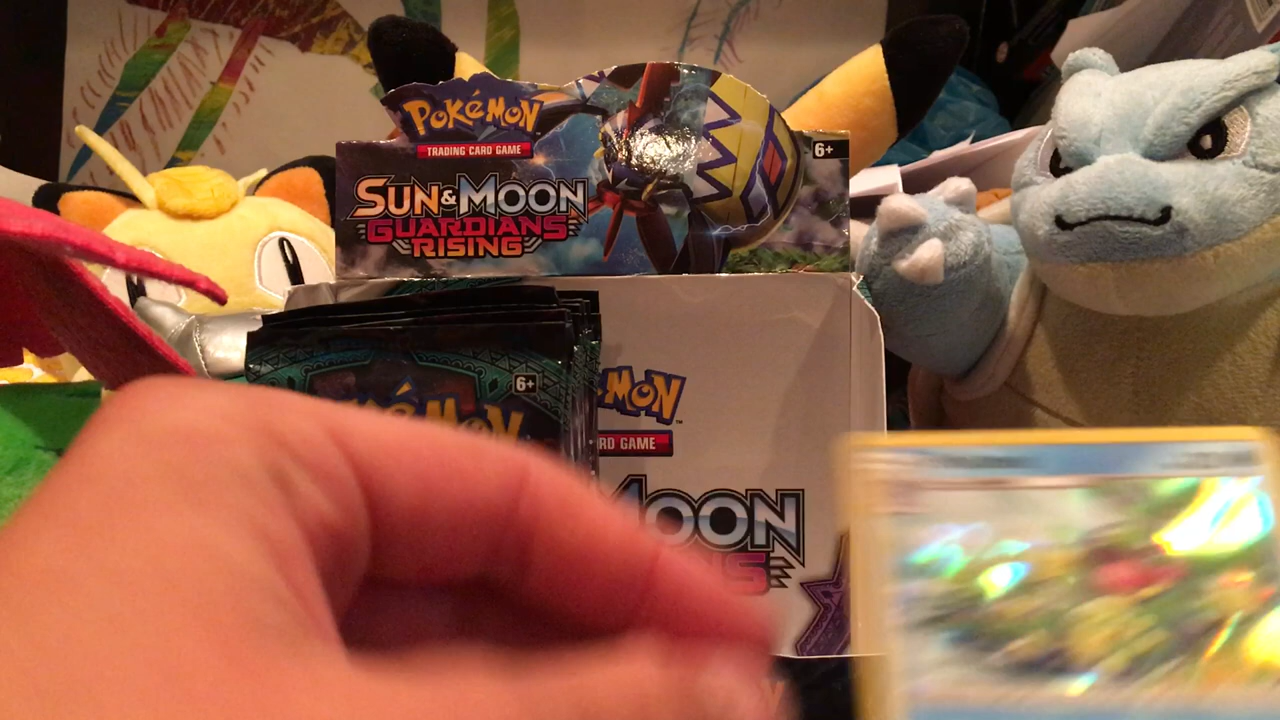 POKÉMON
TRADING CARD GAME
6+
SUN & MOON
GUARDIANS
RISING
6+
MON
RD GAME
MOON